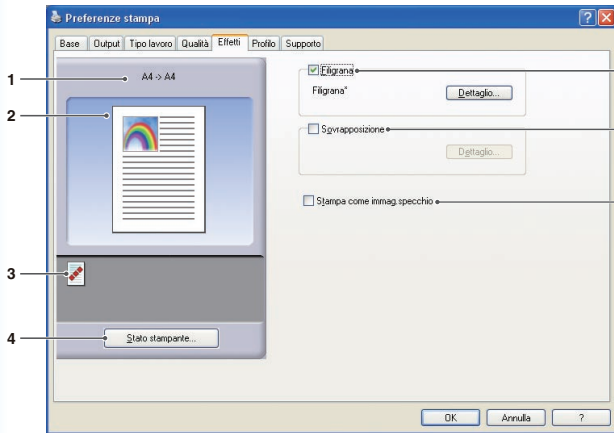 Preferenze stampa
Base Output Tipo lavoro Qualità Effetti Profilo Supporto
1
A4 -> A4
2
3
4
Stato stampante...
Filigrana
Filigrana*
Dettaglio...
Sovrapposizione
Dettaglio...
Stampa come immag.specchio
OK Annulla ?